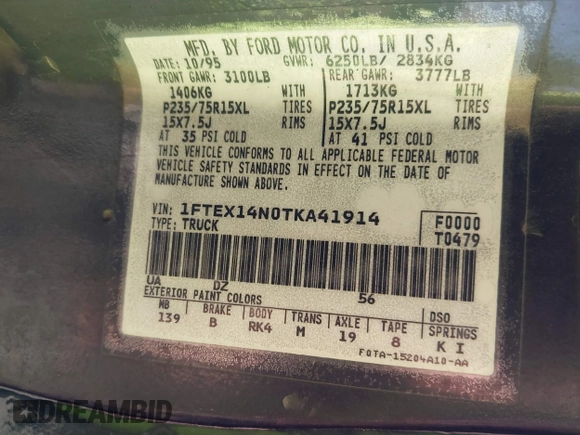 MFD. BY FORD MOTOR CO. IN U.S.A.
DATE: 10/95 GVWR: 6250LB/ 2834KG
FRONT GAWR: 3100LB REAR GAWR: 3777LB
1406KG WITH 1713KG WITH
P235/75R15XL TIRES P235/75R15XL TIRES
15X7.5J RIMS 15X7.5J RIMS
AT 35 PSI COLD AT 41 PSI COLD
THIS VEHICLE CONFORMS TO ALL APPLICABLE FEDERAL MOTOR
VEHICLE SAFETY STANDARDS IN EFFECT ON THE DATE OF
MANUFACTURE SHOWN ABOVE.
VIN: 1FTEX14N0TKA41914 F0000
TYPE: TRUCK T0479
UA DZ 56
EXTERIOR PAINT COLORS DSO
WB BRAKE BODY TRANS AXLE TAPE SPRINGS
139 B RK4 M 19 8 K I
F0TA-15204A10-AA
DREAMBID